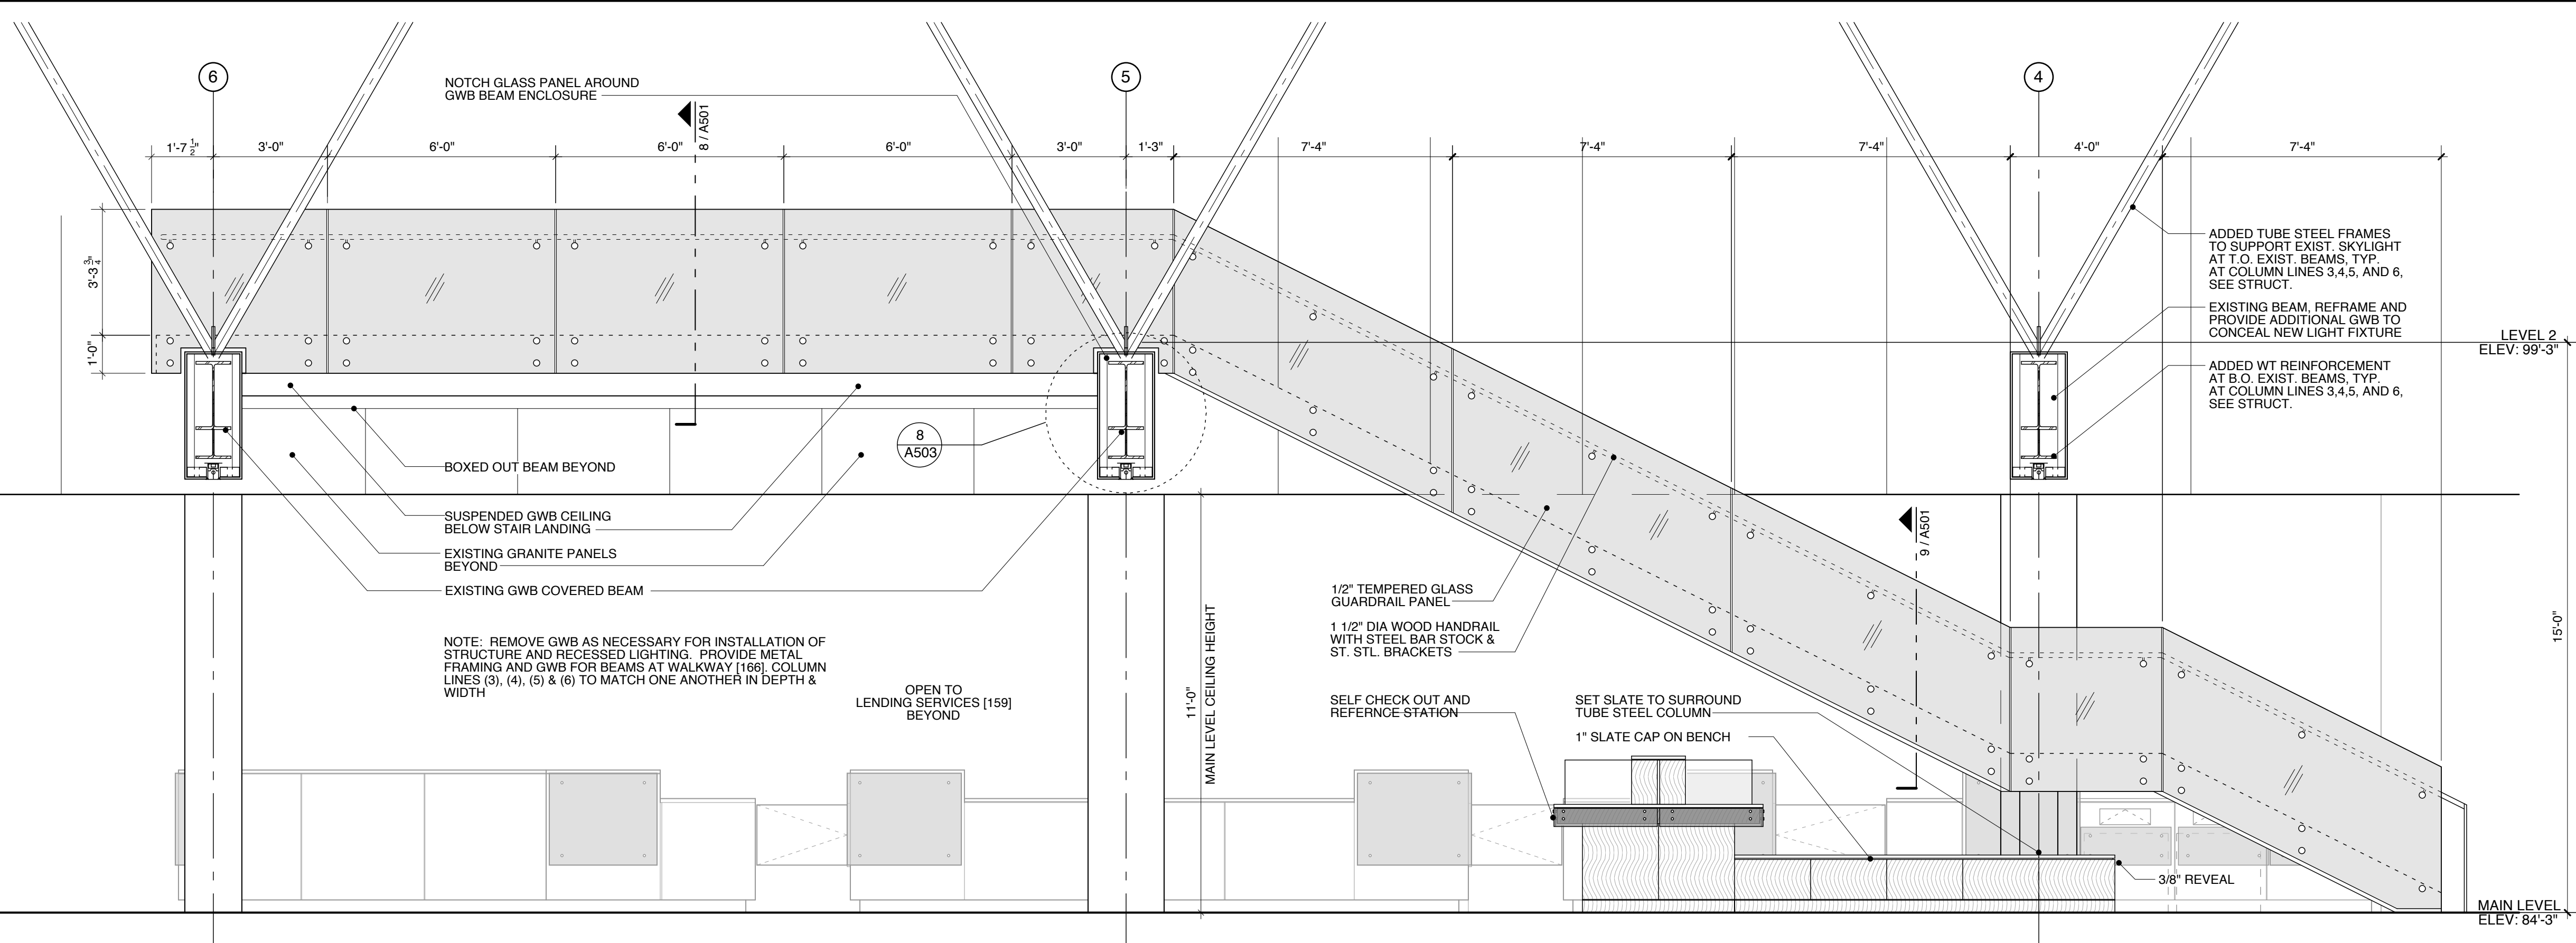 6
5
4
NOTCH GLASS PANEL AROUND
GWB BEAM ENCLOSURE
8 / A501
1'-7 1/2"
3'-0"
6'-0"
6'-0"
6'-0"
3'-0"
1'-3"
7'-4"
7'-4"
7'-4"
4'-0"
7'-4"
3'-3 3/4"
1'-0"
ADDED TUBE STEEL FRAMES
TO SUPPORT EXIST. SKYLIGHT
AT T.O. EXIST. BEAMS, TYP.
AT COLUMN LINES 3,4,5, AND 6,
SEE STRUCT.
EXISTING BEAM, REFRAME AND
PROVIDE ADDITIONAL GWB TO
CONCEAL NEW LIGHT FIXTURE
LEVEL 2
ELEV: 99'-3"
ADDED WT REINFORCEMENT
AT B.O. EXIST. BEAMS, TYP.
AT COLUMN LINES 3,4,5, AND 6,
SEE STRUCT.
8
A503
BOXED OUT BEAM BEYOND
SUSPENDED GWB CEILING
BELOW STAIR LANDING
EXISTING GRANITE PANELS
BEYOND
EXISTING GWB COVERED BEAM
9 / A501
1/2" TEMPERED GLASS
GUARDRAIL PANEL
1 1/2" DIA WOOD HANDRAIL
WITH STEEL BAR STOCK &
ST. STL. BRACKETS
15'-0"
NOTE:  REMOVE GWB AS NECESSARY FOR INSTALLATION OF
STRUCTURE AND RECESSED LIGHTING.  PROVIDE METAL
FRAMING AND GWB FOR BEAMS AT WALKWAY [166]. COLUMN
LINES (3), (4), (5) & (6) TO MATCH ONE ANOTHER IN DEPTH &
WIDTH
OPEN TO
LENDING SERVICES [159]
BEYOND
11'-0"
MAIN LEVEL CEILING HEIGHT
SELF CHECK OUT AND
REFERNCE STATION
SET SLATE TO SURROUND
TUBE STEEL COLUMN
1" SLATE CAP ON BENCH
3/8" REVEAL
MAIN LEVEL
ELEV: 84'-3"